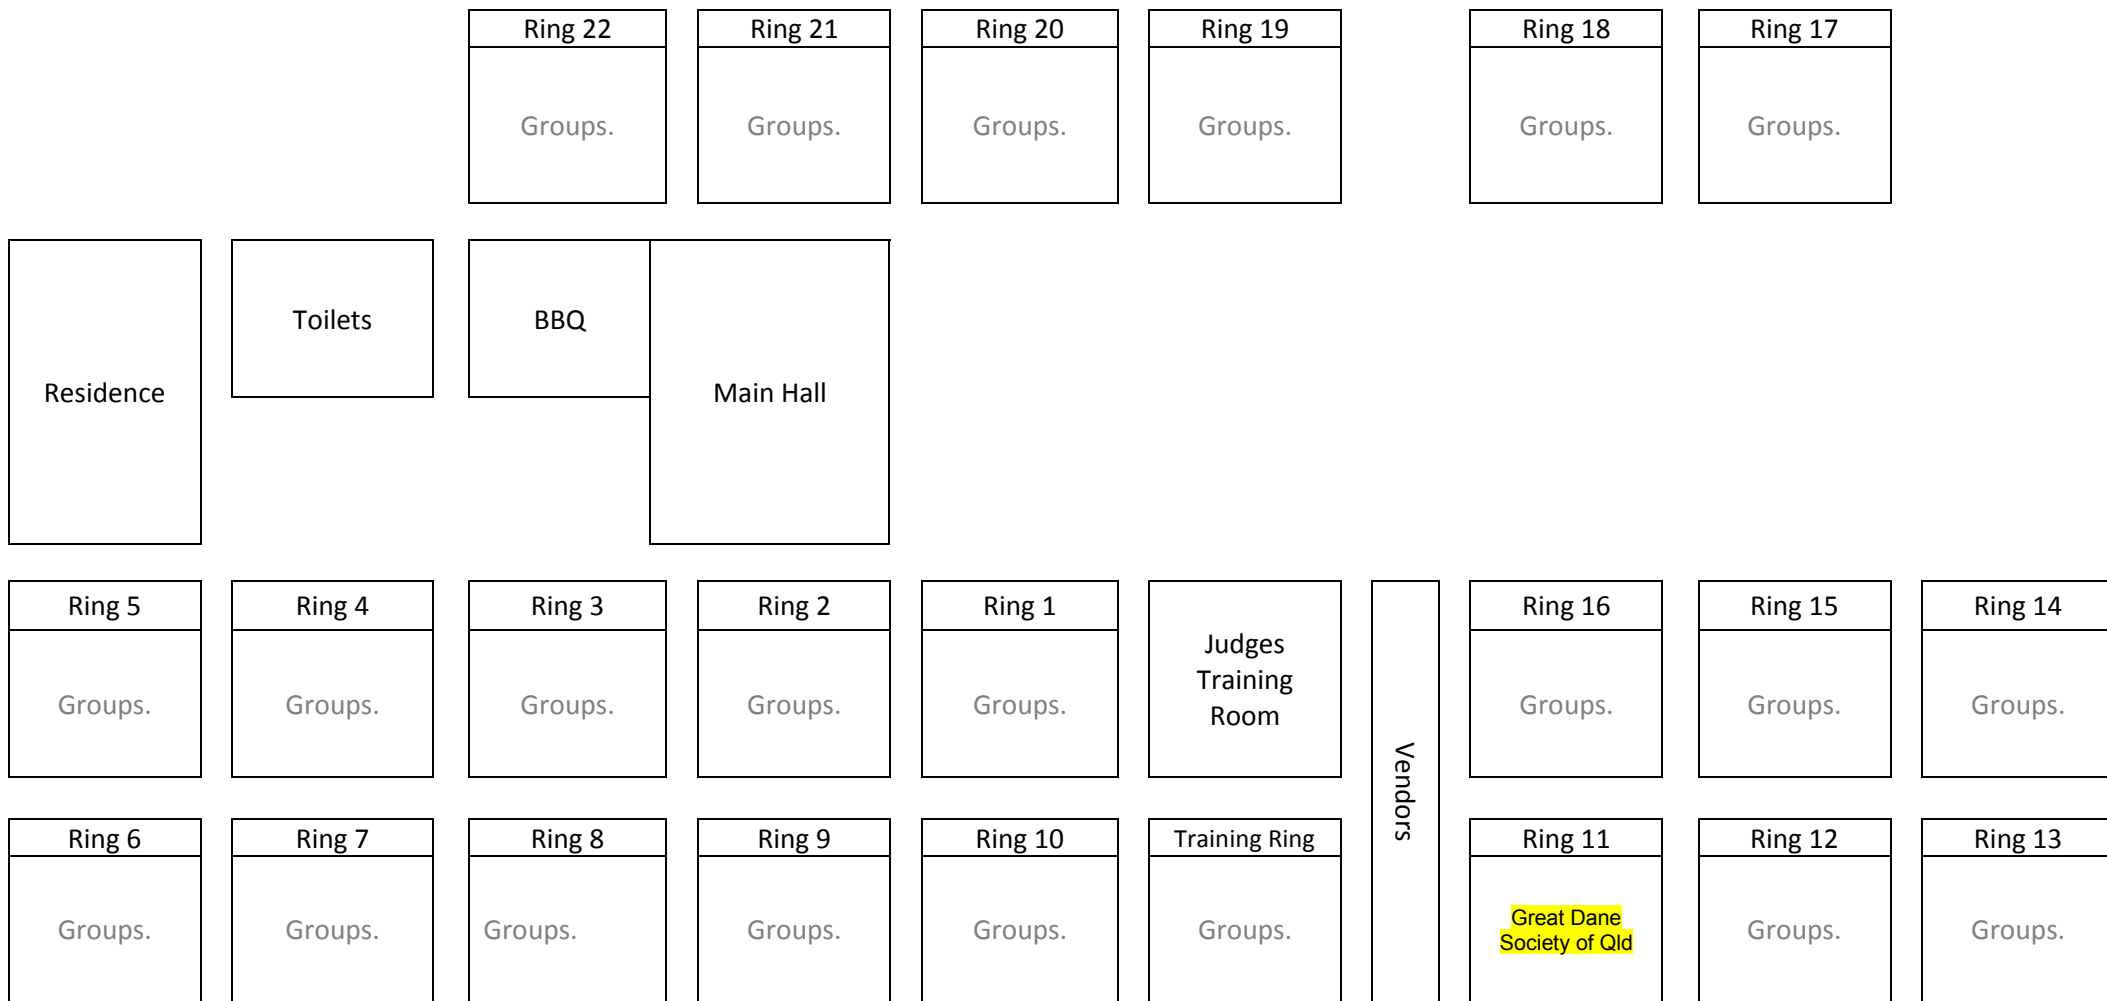 Ring 22
Ring 21
Ring 20
Ring 19
Ring 18
Ring 17
Groups.
Groups.
Groups.
Groups.
Groups.
Groups.
Residence
Toilets
BBQ
Main Hall
Ring 5
Ring 4
Ring 3
Ring 2
Ring 1
Judges
Training
Room
Vendors
Ring 16
Ring 15
Ring 14
Groups.
Groups.
Groups.
Groups.
Groups.
Groups.
Groups.
Groups.
Ring 6
Ring 7
Ring 8
Ring 9
Ring 10
Training Ring
Ring 11
Ring 12
Ring 13
Groups.
Groups.
Groups.
Groups.
Groups.
Groups.
Great Dane
Society of Qld
Groups.
Groups.